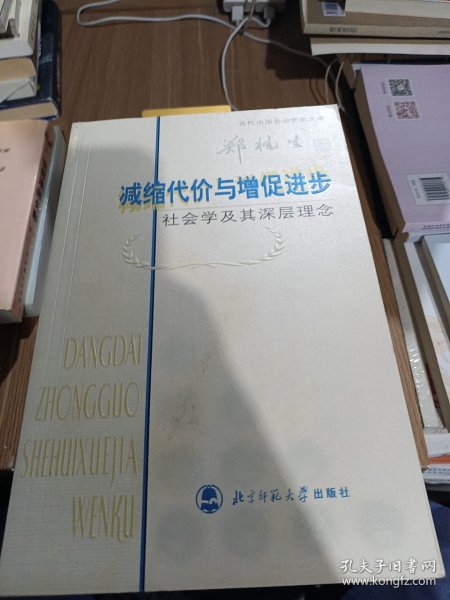 当代中国社会学家文库
郑杭生
减缩代价与增促进步
社会学及其深层理念
DANGDAI
ZHONGGUO
SHEHUIXUEJIA
WENKU
北京师范大学出版社
孔夫子旧书网
www.kongfz.com